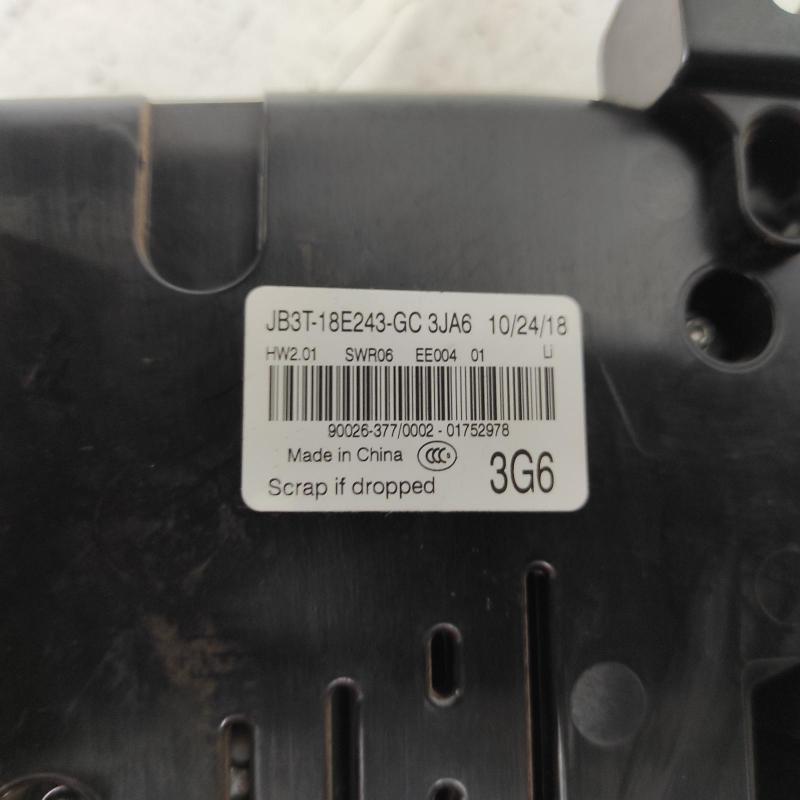 JB3T-18E243-GC 3JA6 10/24/18
HW2.01 SWR06 EE004 01 Li
90026-377/0002 - 01752978
Made in China CCC
Scrap if dropped 3G6